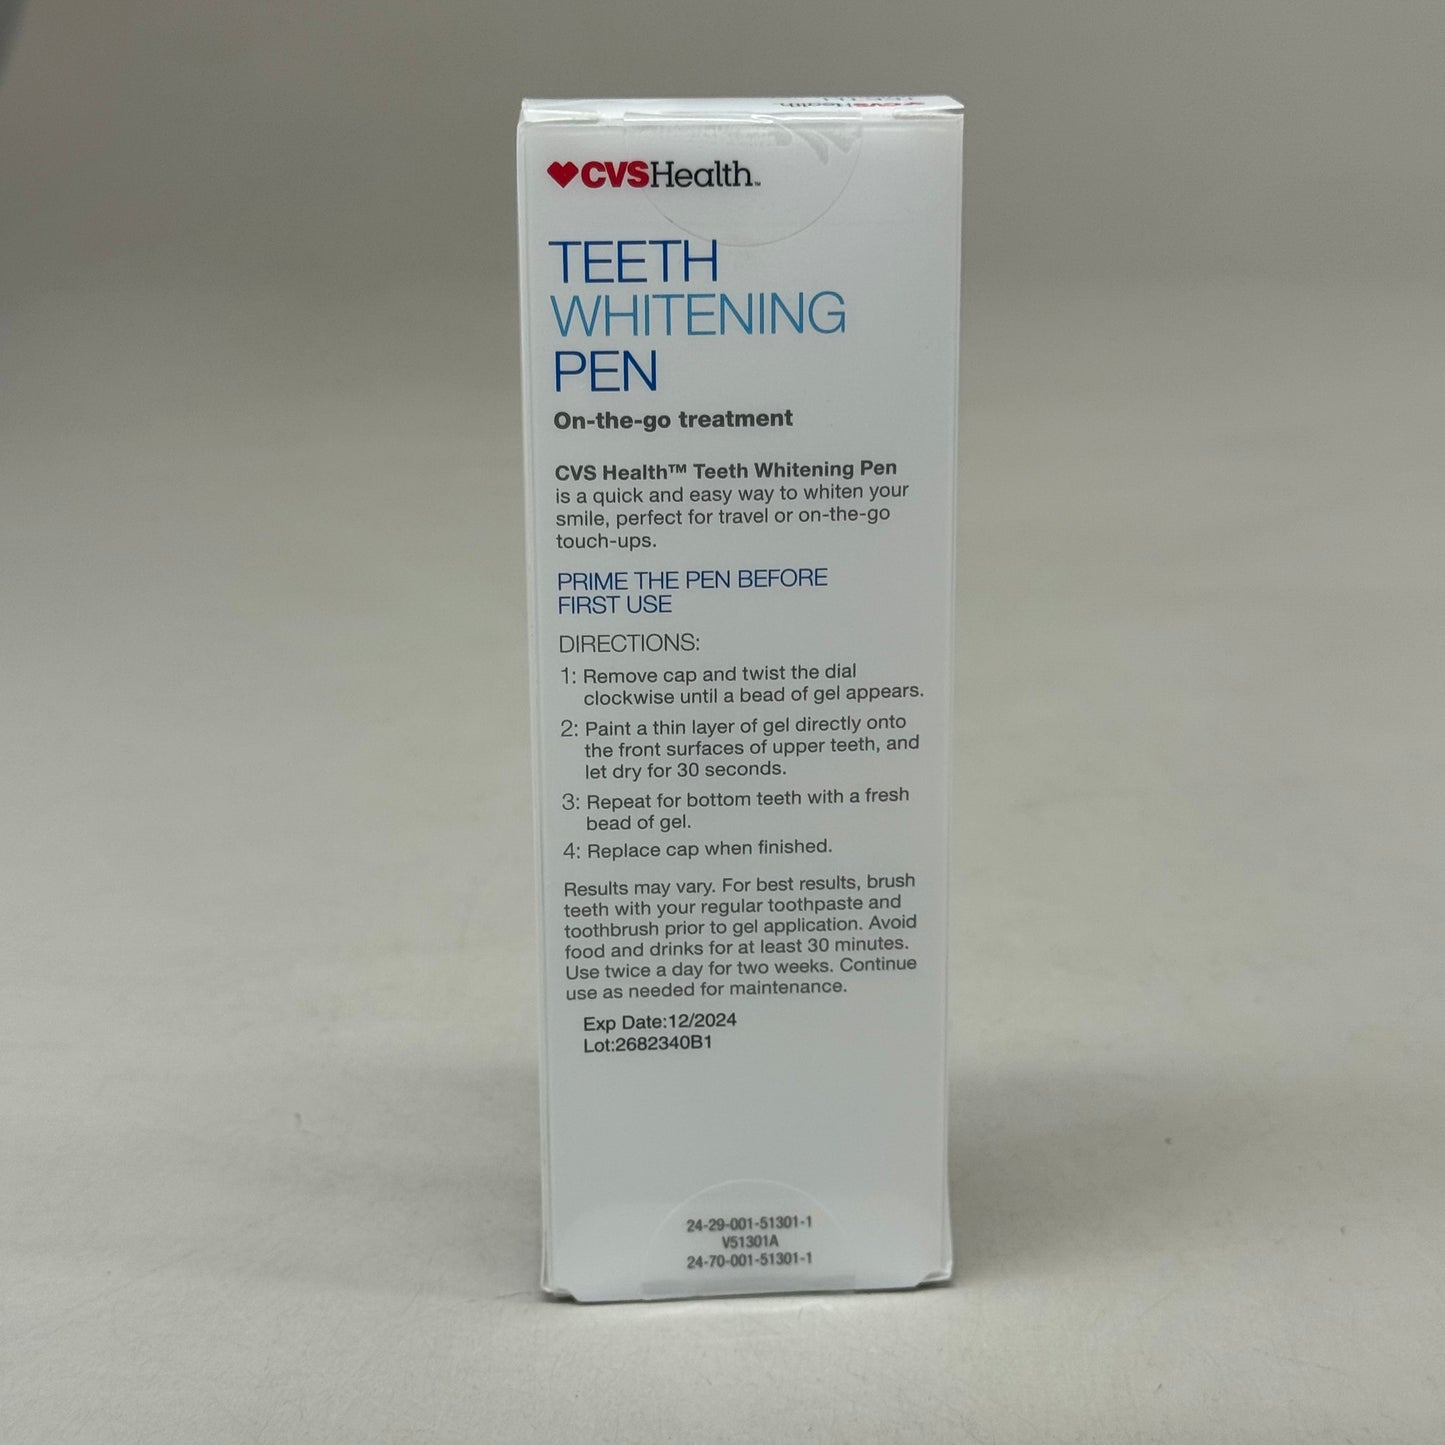 CVSHealth™
TEETH
WHITENING
PEN
On-the-go treatment
CVS Health™ Teeth Whitening Pen
is a quick and easy way to whiten your
smile, perfect for travel or on-the-go
touch-ups.
PRIME THE PEN BEFORE
FIRST USE
DIRECTIONS:
1: Remove cap and twist the dial
clockwise until a bead of gel appears.
2: Paint a thin layer of gel directly onto
the front surfaces of upper teeth, and
let dry for 30 seconds.
3: Repeat for bottom teeth with a fresh
bead of gel.
4: Replace cap when finished.
Results may vary. For best results, brush
teeth with your regular toothpaste and
toothbrush prior to gel application. Avoid
food and drinks for at least 30 minutes.
Use twice a day for two weeks. Continue
use as needed for maintenance.
Exp Date:12/2024
Lot:2682340B1
24-29-001-51301-1
V51301A
24-70-001-51301-1